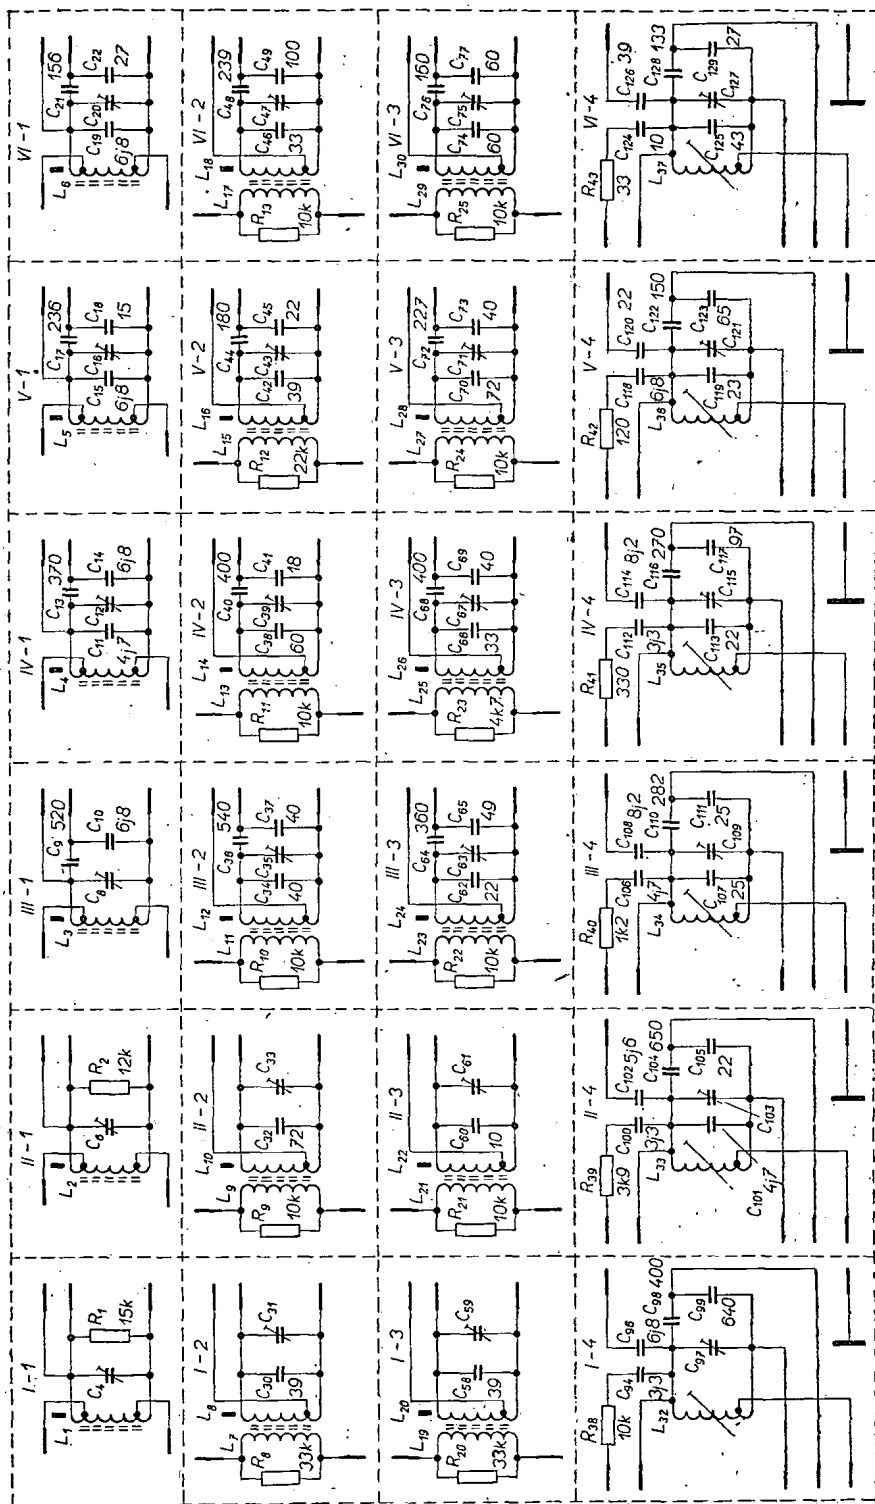 I-1
L1
C4
R1
15k
II-1
L2
C6
R2
12k
III-1
L3
C8
C9 520
C10
6j8
IV-1
L4
C11
4j7
C12
C13 370
C14
6j8
V-1
L5
C15
6j8
C16
C17 236
C18
15
VI-1
L6
C19
6j8
C20
C21 156
C22
27
I-2
L7
L8
R8
33k
C30
39
C31
II-2
L9
L10
R9
10k
C32
72
C33
III-2
L11
L12
R10
10k
C34
40
C35
C36 540
C37
40
IV-2
L13
L14
R11
10k
C38
60
C39
C40 400
C41
18
V-2
L15
L16
R12
22k
C42
39
C43
C44 180
C45
22
VI-2
L17
L18
R13
10k
C46
33
C47
C48 239
C49
100
I-3
L19
L20
R20
33k
C58
39
C59
II-3
L21
L22
R21
10k
C60
10
C61
III-3
L23
L24
R22
10k
C62
22
C63
C64 360
C65
49
IV-3
L25
L26
R23
4k7
C66
33
C67
C68 400
C69
40
V-3
L27
L28
R24
10k
C70
72
C71
C72 227
C73
40
VI-3
L29
L30
R25
10k
C74
60
C75
C76 160
C77
60
I-4
R38
10k
L32
C94
3j3
C96
6j8
C97
C98 400
C99
640
II-4
R39
3k9
L33
C100
3j3
C101
4j7
C102 5j6
C103
C104 650
C105
22
III-4
R40
1k2
L34
C106
4j7
C107
25
C108 8j2
C109
C110 282
C111
25
IV-4
R41
330
L35
C112
3j3
C113
22
C114 8j2
C115
C116 270
C117
97
V-4
R42
120
L36
C118
6j8
C119
23
C120 22
C121
C122 150
C123
65
VI-4
R43
33
L37
C124
10
C125
43
C126 39
C127
C128 133
C129
27